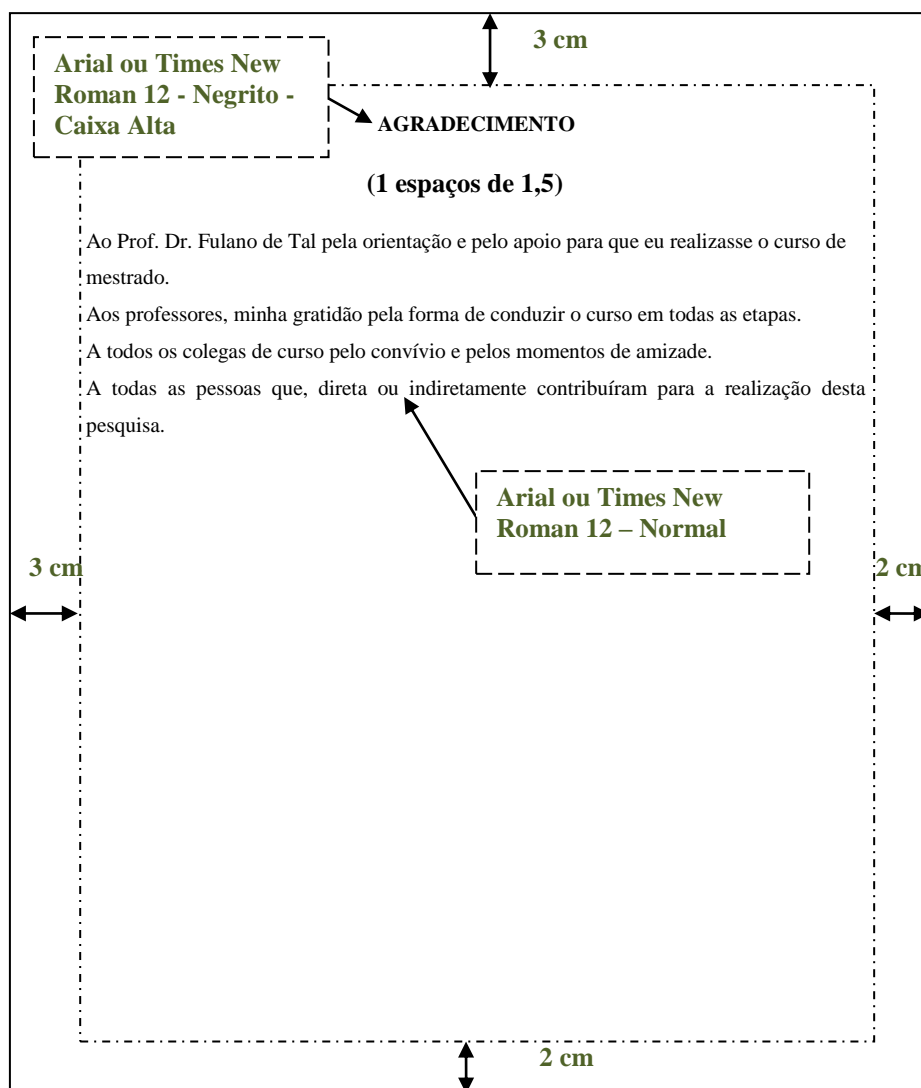 3 cm
Arial ou Times New
Roman 12 - Negrito -
Caixa Alta
AGRADECIMENTO
(1 espaços de 1,5)
Ao Prof. Dr. Fulano de Tal pela orientação e pelo apoio para que eu realizasse o curso de
mestrado.
Aos professores, minha gratidão pela forma de conduzir o curso em todas as etapas.
A todos os colegas de curso pelo convívio e pelos momentos de amizade.
A todas as pessoas que, direta ou indiretamente contribuíram para a realização desta
pesquisa.
Arial ou Times New
Roman 12 – Normal
3 cm
2 cm
2 cm